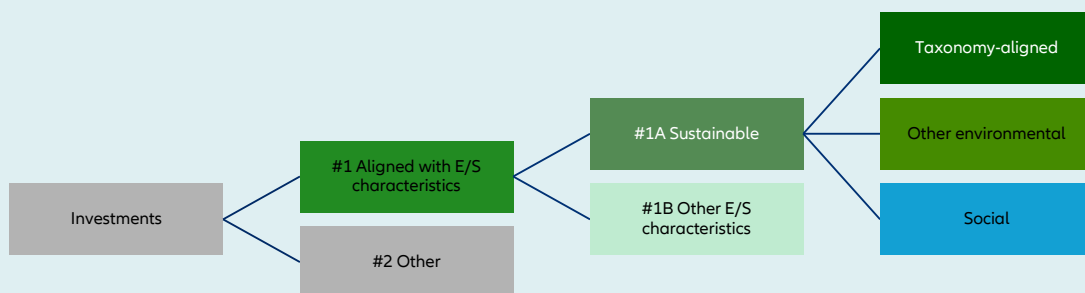 Investments
#1 Aligned with E/S
characteristics
#2 Other
#1A Sustainable
#1B Other E/S
characteristics
Taxonomy-aligned
Other environmental
Social